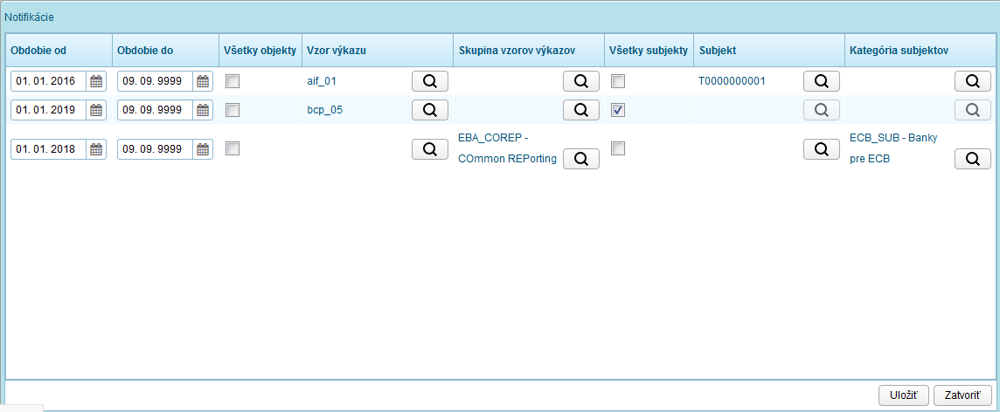 Notifikácie
Obdobie od Obdobie do Všetky objekty Vzor výkazu Skupina vzorov výkazov Všetky subjekty Subjekt Kategória subjektov
01. 01. 2016 09. 09. 9999 aif_01 T0000000001
01. 01. 2019 09. 09. 9999 bcp_05
01. 01. 2018 09. 09. 9999 EBA_COREP - COmmon REPorting ECB_SUB - Banky pre ECB
Uložiť Zatvoriť